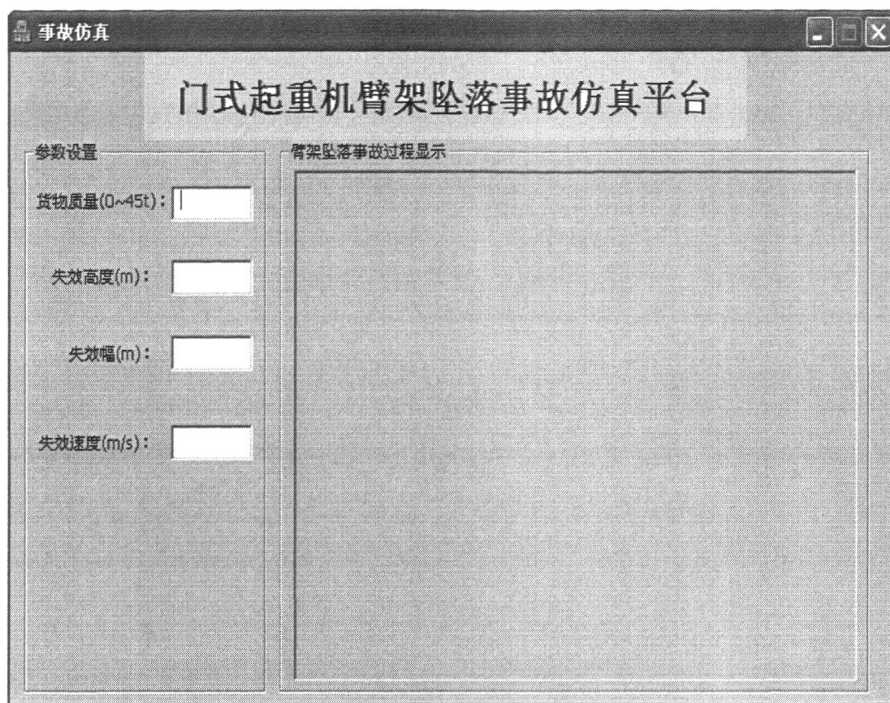 事故仿真
门式起重机臂架坠落事故仿真平台
参数设置
货物质量(0~45t)：
失效高度(m)：
失效幅(m)：
失效速度(m/s)：
臂架坠落事故过程显示